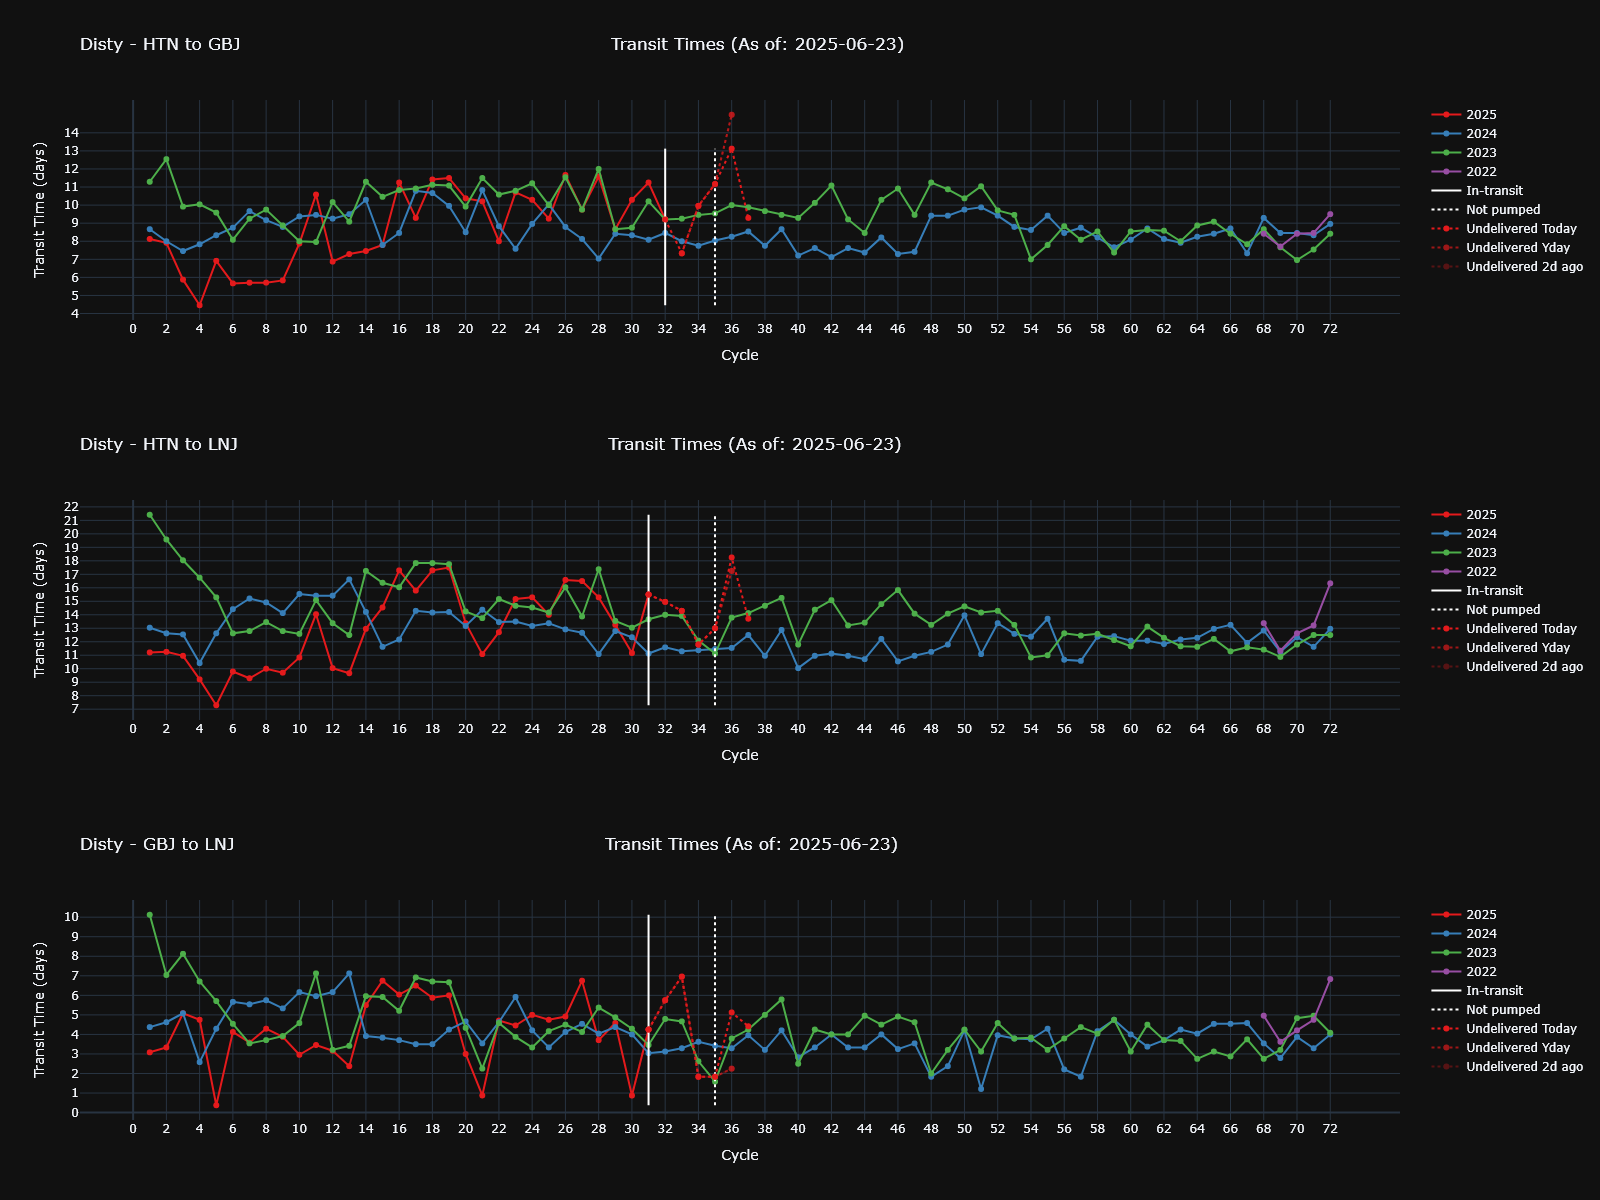 Disty - HTN to GBJ
Transit Times (As of: 2025-06-23)
Transit Time (days)
14
13
12
11
10
9
8
7
6
5
4
0 2 4 6 8 10 12 14 16 18 20 22 24 26 28 30 32 34 36 38 40 42 44 46 48 50 52 54 56 58 60 62 64 66 68 70 72
Cycle
2025
2024
2023
2022
In-transit
Not pumped
Undelivered Today
Undelivered Yday
Undelivered 2d ago
Disty - HTN to LNJ
Transit Times (As of: 2025-06-23)
Transit Time (days)
22
21
20
19
18
17
16
15
14
13
12
11
10
9
8
7
0 2 4 6 8 10 12 14 16 18 20 22 24 26 28 30 32 34 36 38 40 42 44 46 48 50 52 54 56 58 60 62 64 66 68 70 72
Cycle
2025
2024
2023
2022
In-transit
Not pumped
Undelivered Today
Undelivered Yday
Undelivered 2d ago
Disty - GBJ to LNJ
Transit Times (As of: 2025-06-23)
Transit Time (days)
10
9
8
7
6
5
4
3
2
1
0
0 2 4 6 8 10 12 14 16 18 20 22 24 26 28 30 32 34 36 38 40 42 44 46 48 50 52 54 56 58 60 62 64 66 68 70 72
Cycle
2025
2024
2023
2022
In-transit
Not pumped
Undelivered Today
Undelivered Yday
Undelivered 2d ago